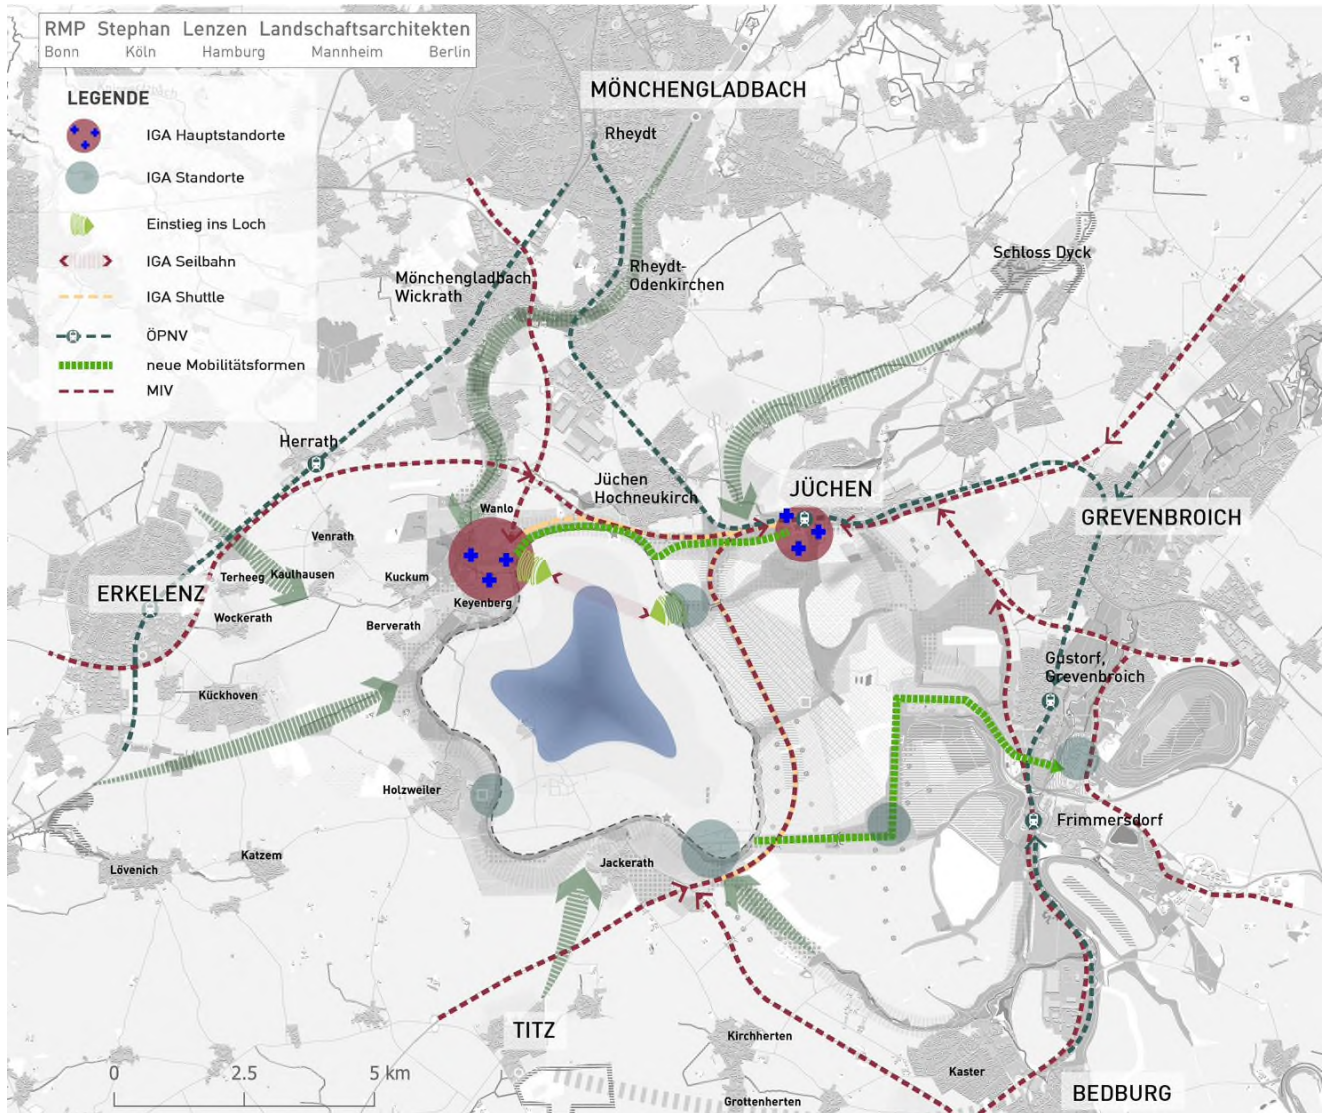 RMP Stephan Lenzen Landschaftsarchitekten
Bonn Köln Hamburg Mannheim Berlin
LEGENDE
IGA Hauptstandorte
IGA Standorte
Einstieg ins Loch
IGA Seilbahn
IGA Shuttle
ÖPNV
neue Mobilitätsformen
MIV
MÖNCHENGLADBACH
Rheydt
Schloss Dyck
Mönchengladbach
Wickrath
Rheydt-
Odenkirchen
Herrath
Jüchen
Hochneukirch
JÜCHEN
GREVENBROICH
Wanlo
Venrath
Kuckum
Terheeg
Kaulhausen
ERKELENZ
Wockerath
Keyenberg
Berverath
Kückhoven
Gustorf,
Grevenbroich
Holzweiler
Frimmersdorf
Lövenich
Katzem
Jackerath
TITZ
Kirchherten
Kaster
BEDBURG
Grottenherten
0 2.5 5 km